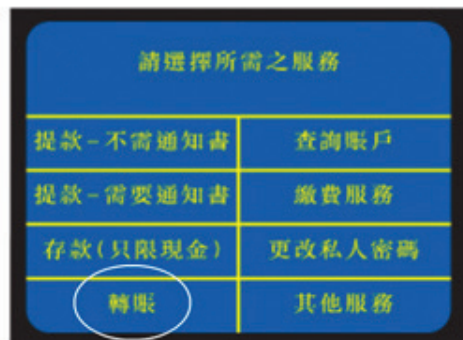 請選擇所需之服務
提款-不需通知書
查詢賬戶
提款-需要通知書
繳費服務
存款(只限現金)
更改私人密碼
轉賬
其他服務